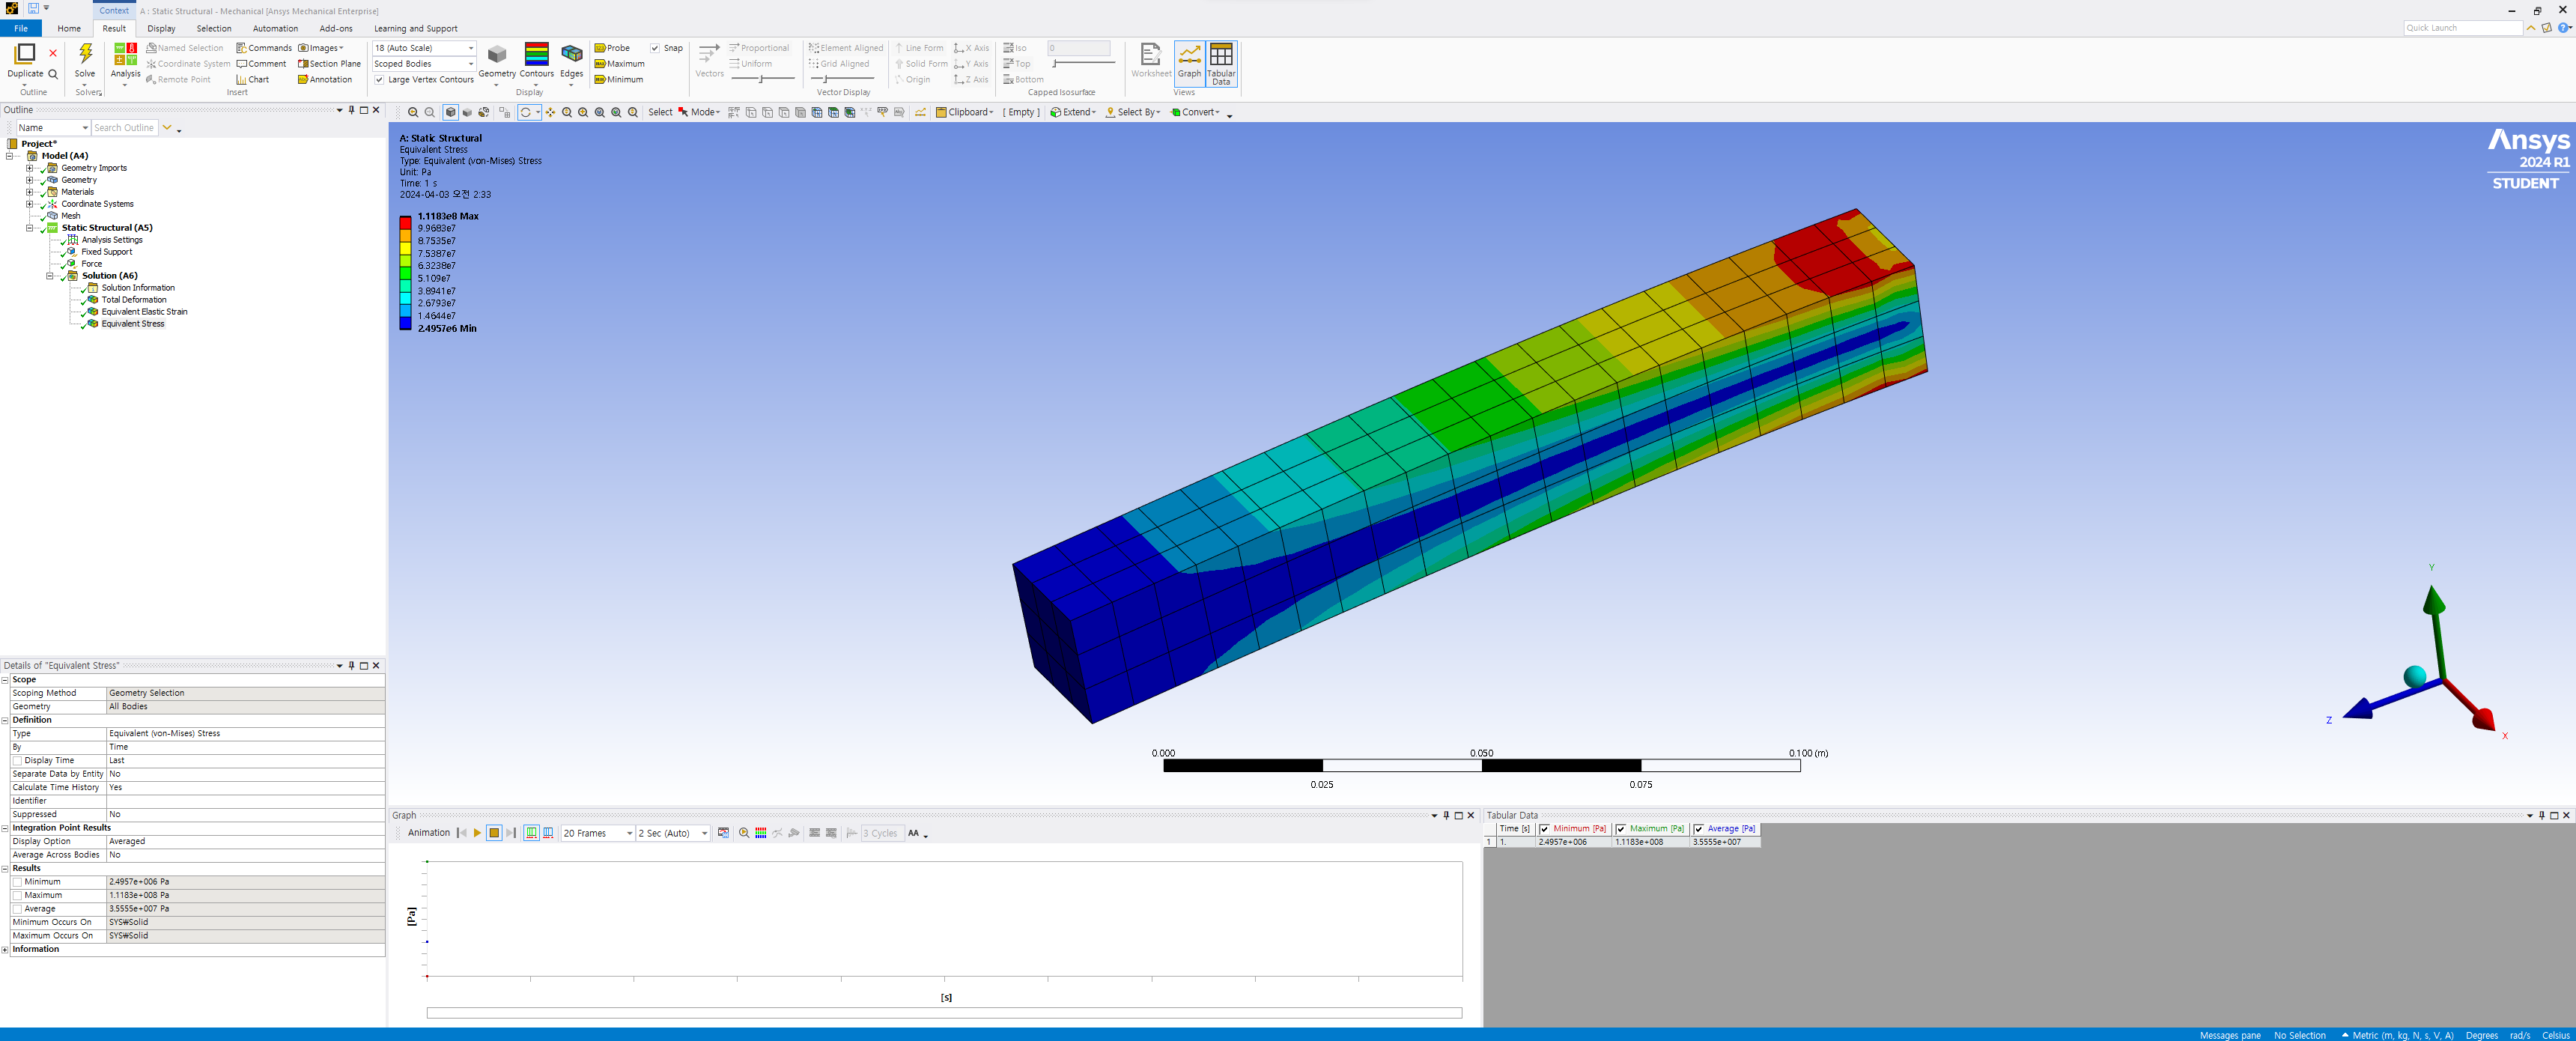 Context
A : Static Structural - Mechanical [Ansys Mechanical Enterprise]
File Home Result Display Selection Automation Add-ons Learning and Support
Quick Launch
Duplicate
Outline
Solve
Solver
Analysis
Named Selection
Coordinate System
Remote Point
Commands
Comment
Chart
Images
Section Plane
Annotation
Insert
18 (Auto Scale)
Scoped Bodies
Large Vertex Contours
Geometry
Contours
Edges
Display
Probe
Maximum
Minimum
Snap
Vectors
Proportional
Uniform
Element Aligned
Grid Aligned
Line Form
Solid Form
Origin
X Axis
Y Axis
Z Axis
Vector Display
Iso
Top
Bottom
0
Capped Isosurface
Worksheet
Graph
Tabular
Data
Views
Outline
Name
Search Outline
Project*
Model (A4)
Geometry Imports
Geometry
Materials
Coordinate Systems
Mesh
Static Structural (A5)
Analysis Settings
Fixed Support
Force
Solution (A6)
Solution Information
Total Deformation
Equivalent Elastic Strain
Equivalent Stress
Select Mode
Clipboard [ Empty ] Extend Select By Convert
A: Static Structural
Equivalent Stress
Type: Equivalent (von-Mises) Stress
Unit: Pa
Time: 1 s
2024-04-03 오전 2:33
1.1183e8 Max
9.9683e7
8.7535e7
7.5387e7
6.3238e7
5.109e7
3.8941e7
2.6793e7
1.4644e7
2.4957e6 Min
Ansys
2024 R1
STUDENT
Y
Z
X
0.000 0.050 0.100 (m)
0.025 0.075
Details of "Equivalent Stress"
Scope
Scoping Method Geometry Selection
Geometry All Bodies
Definition
Type Equivalent (von-Mises) Stress
By Time
Display Time Last
Separate Data by Entity No
Calculate Time History Yes
Identifier
Suppressed No
Integration Point Results
Display Option Averaged
Average Across Bodies No
Results
Minimum 2.4957e+006 Pa
Maximum 1.1183e+008 Pa
Average 3.5555e+007 Pa
Minimum Occurs On SYS₩Solid
Maximum Occurs On SYS₩Solid
Information
Graph
Animation 20 Frames 2 Sec (Auto) 3 Cycles AA
[Pa]
[s]
Tabular Data
Time [s] Minimum [Pa] Maximum [Pa] Average [Pa]
1 1. 2.4957e+006 1.1183e+008 3.5555e+007
Messages pane No Selection Metric (m, kg, N, s, V, A) Degrees rad/s Celsius